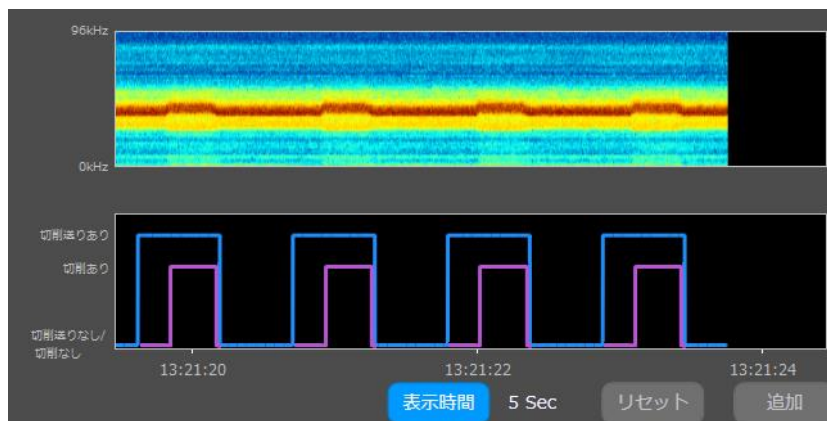 96kHz
0kHz
切削送りあり
切削あり
切削送りなし/
切削なし
13:21:20
13:21:22
13:21:24
表示時間
5 Sec
リセット
追加